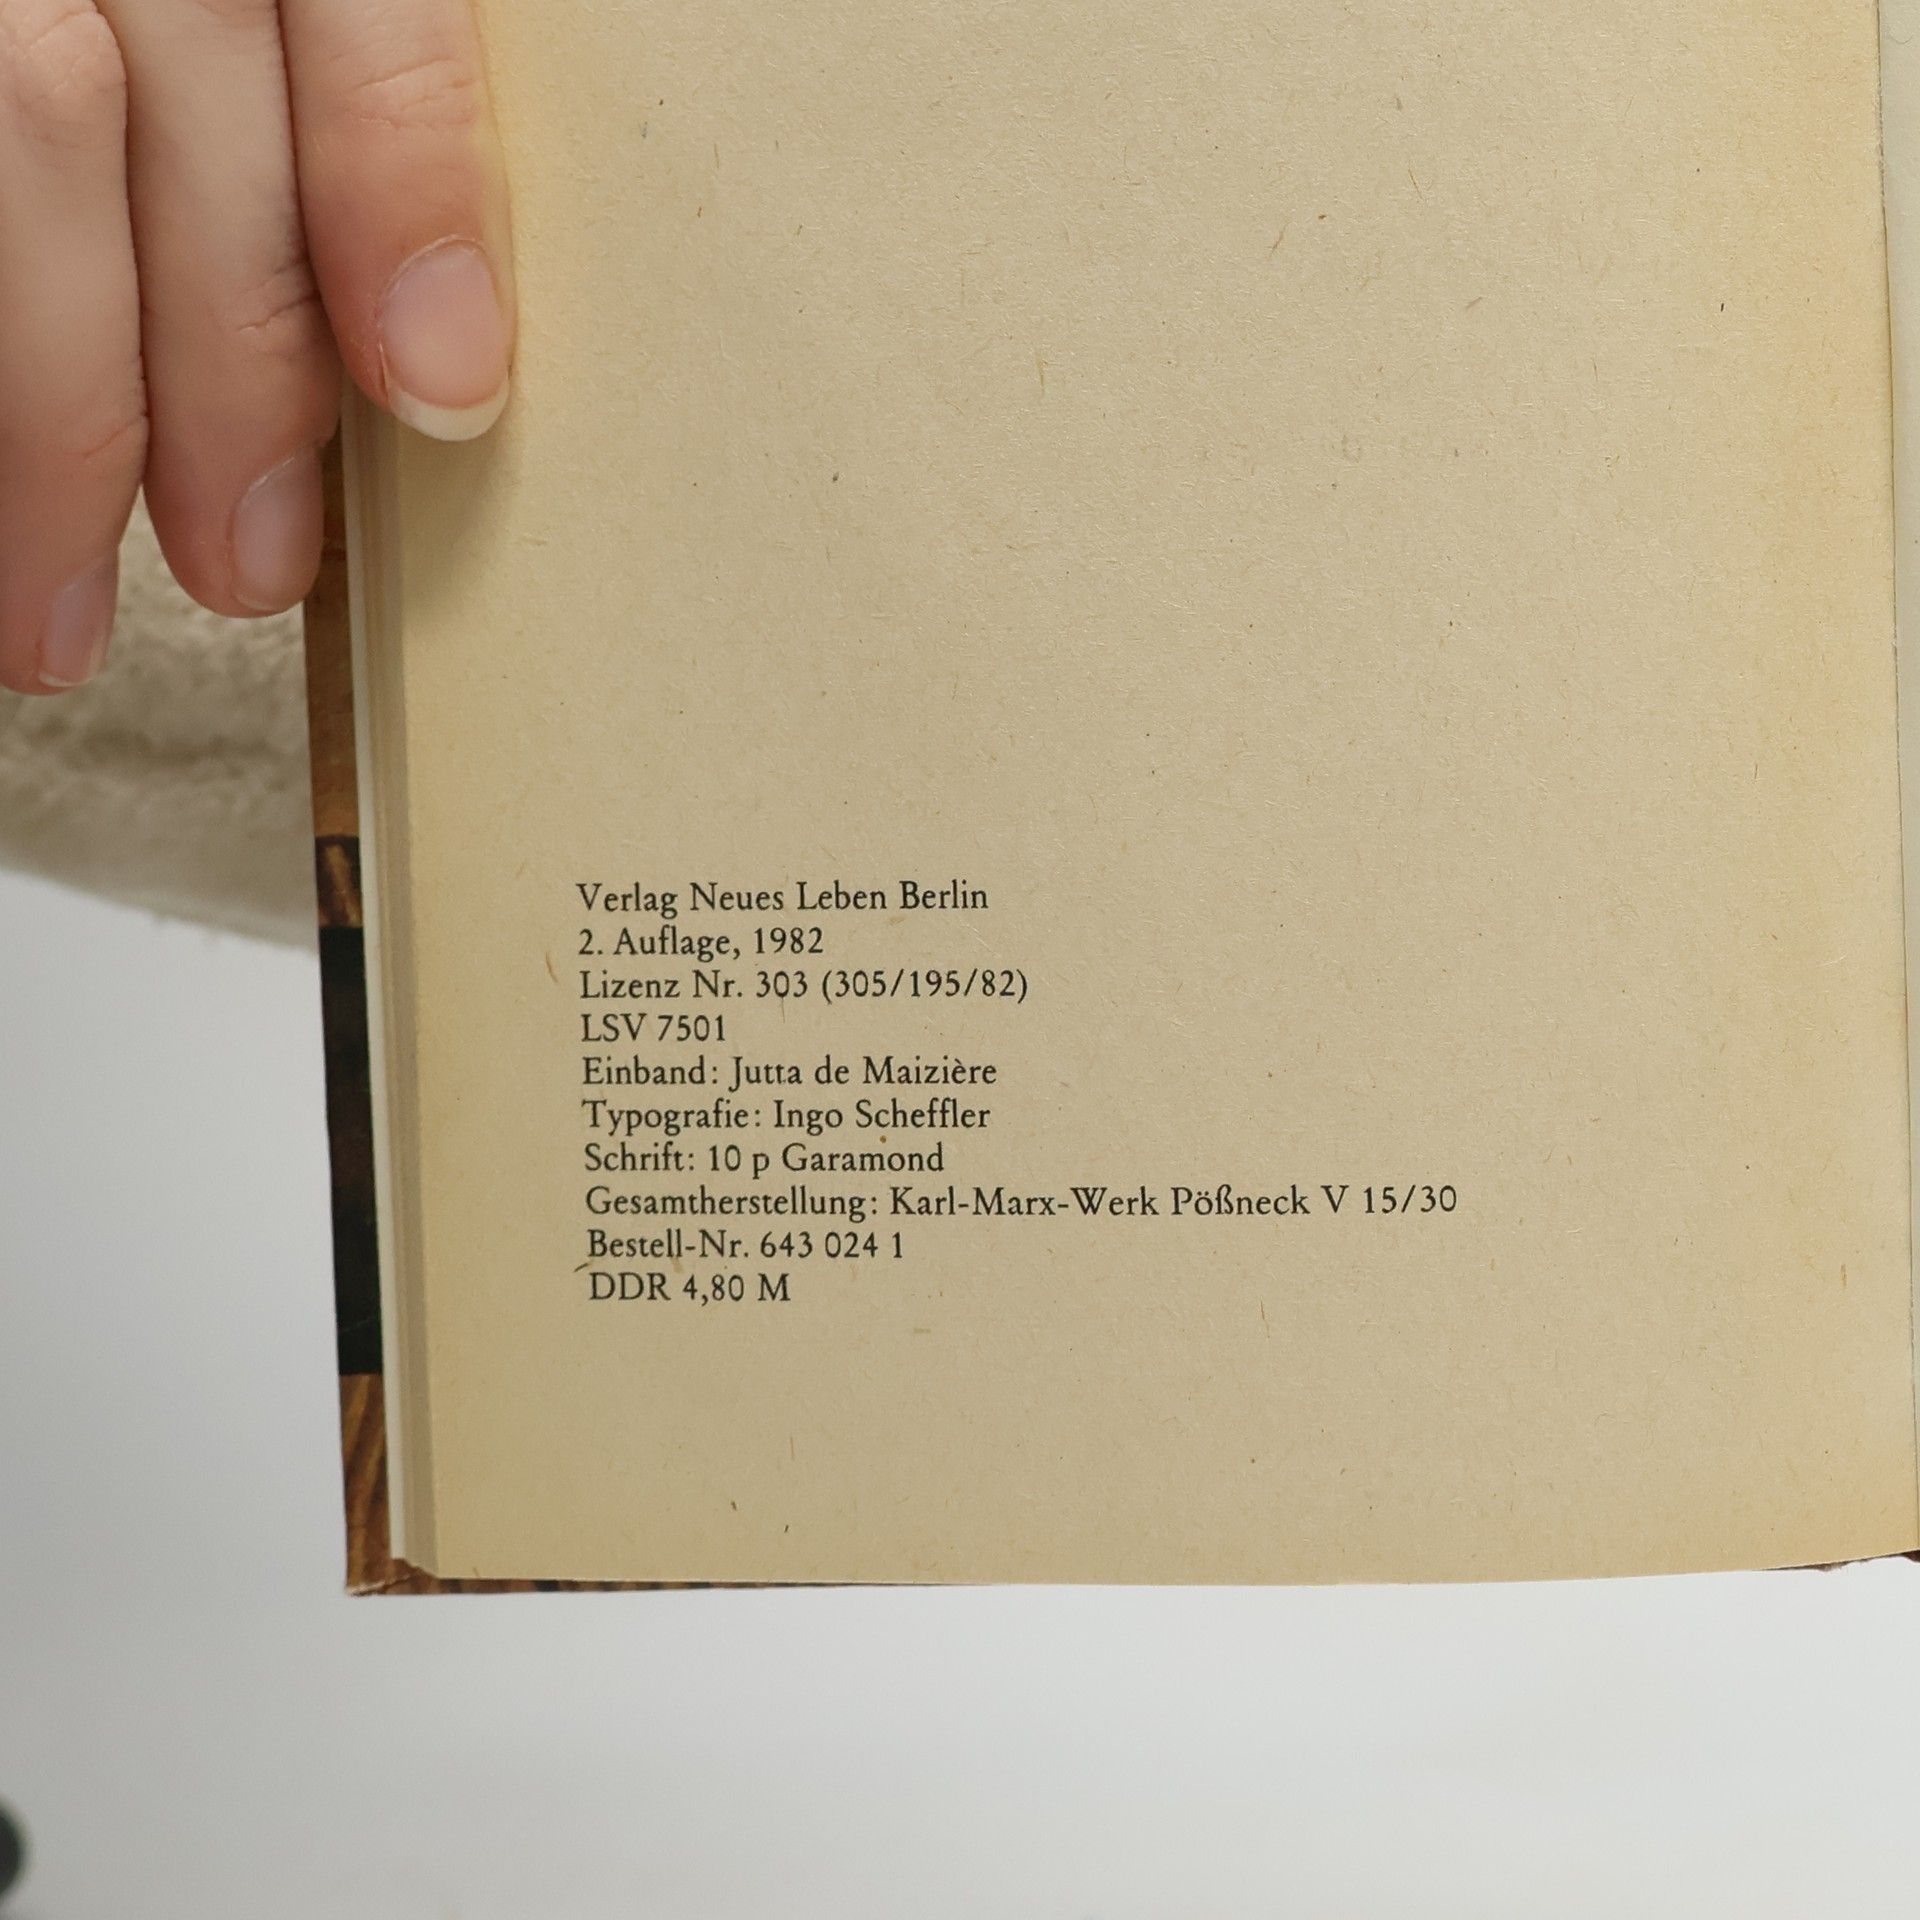 Verlag Neues Leben Berlin
2. Auflage, 1982
Lizenz Nr. 303 (305/195/82)
LSV 7501
Einband: Jutta de Maizière
Typografie: Ingo Scheffler
Schrift: 10 p Garamond
Gesamtherstellung: Karl-Marx-Werk Pößneck V 15/30
Bestell-Nr. 643 024 1
DDR 4,80 M